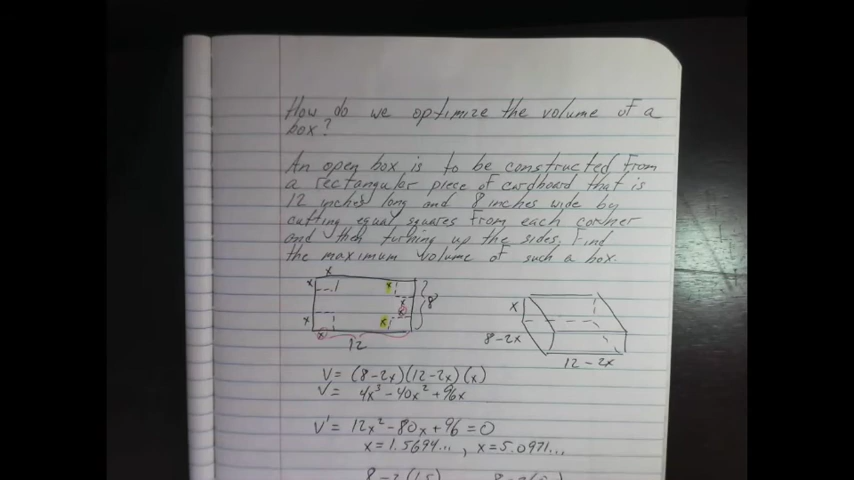 How do we optimize the volume of a
box?
An open box is to be constructed from
a rectangular piece of cardboard that is
12 inches long and 8 inches wide by
cutting equal squares from each corner
and then turning up the sides. Find
the maximum volume of such a box.
x
x x
x 8
x x
x
12
x
8-2x
12-2x
V = (8-2x)(12-2x)(x)
V = 4x³-40x²+96x
V' = 12x²-80x+96=0
x=1.5694..., x=5.0971...